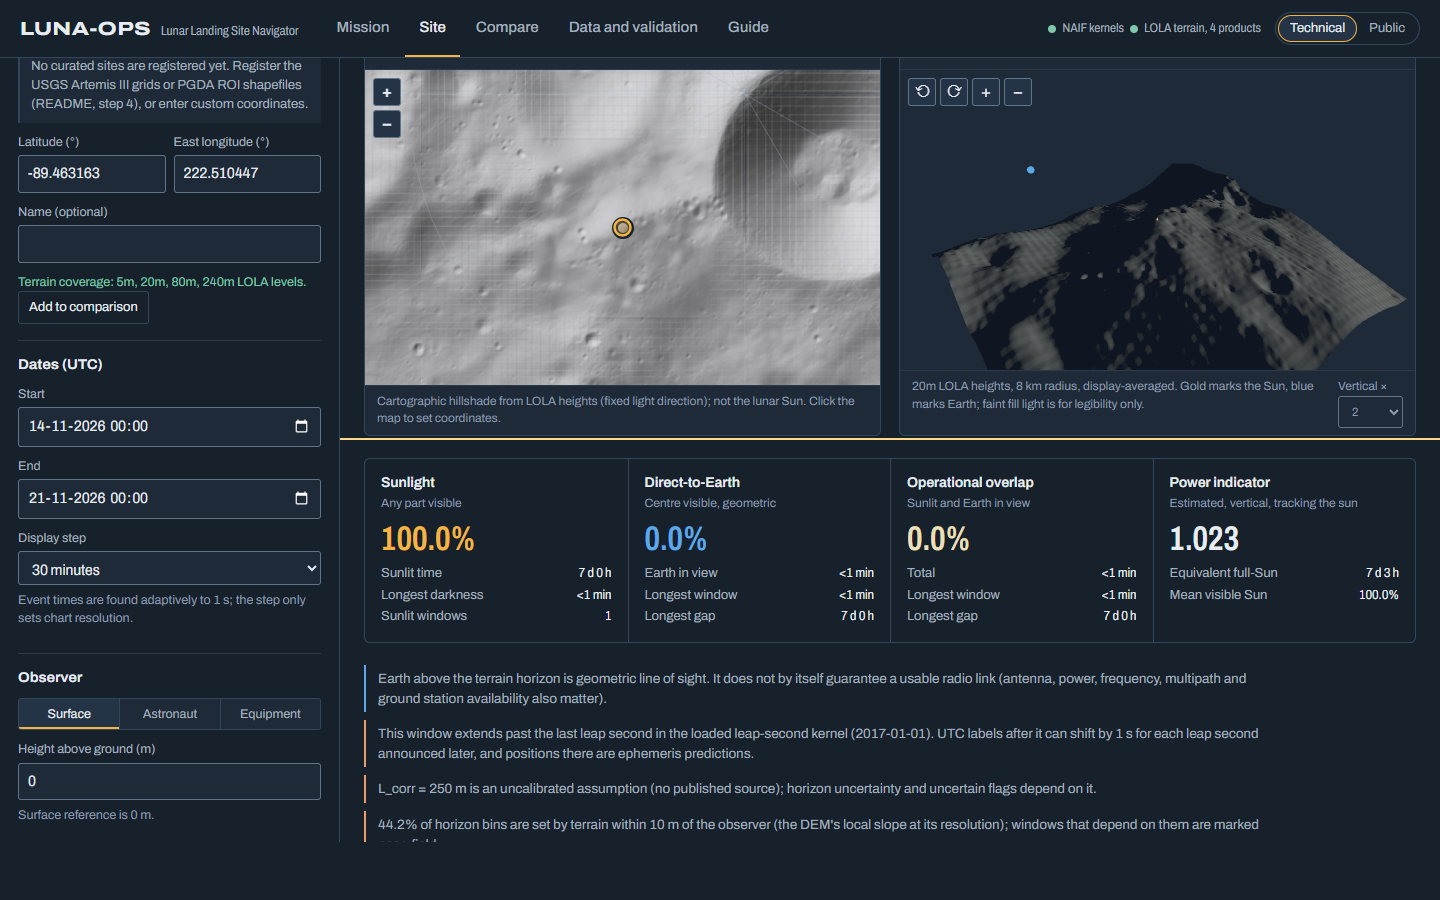 LUNA-OPS Lunar Landing Site Navigator Mission Site Compare Data and validation Guide NAIF kernels LOLA terrain, 4 products Technical Public
No curated sites are registered yet. Register the
USGS Artemis III grids or PGDA ROI shapefiles
(README, step 4), or enter custom coordinates.
Latitude (°) East longitude (°)
-89.463163 222.510447
Name (optional)
Terrain coverage: 5m, 20m, 80m, 240m LOLA levels.
Add to comparison
Dates (UTC)
Start
14-11-2026 00:00
End
21-11-2026 00:00
Display step
30 minutes
Event times are found adaptively to 1 s; the step only
sets chart resolution.
Observer
Surface Astronaut Equipment
Height above ground (m)
0
Surface reference is 0 m.
+
−
Cartographic hillshade from LOLA heights (fixed light direction); not the lunar Sun. Click the
map to set coordinates.
+ −
20m LOLA heights, 8 km radius, display-averaged. Gold marks the Sun, blue
marks Earth; faint fill light is for legibility only.
Vertical ×
2
Sunlight
Any part visible
100.0%
Sunlit time 7 d 0 h
Longest darkness <1 min
Sunlit windows 1
Direct-to-Earth
Centre visible, geometric
0.0%
Earth in view <1 min
Longest window <1 min
Longest gap 7 d 0 h
Operational overlap
Sunlit and Earth in view
0.0%
Total <1 min
Longest window <1 min
Longest gap 7 d 0 h
Power indicator
Estimated, vertical, tracking the sun
1.023
Equivalent full-Sun 7 d 3 h
Mean visible Sun 100.0%
Earth above the terrain horizon is geometric line of sight. It does not by itself guarantee a usable radio link (antenna, power, frequency, multipath and
ground station availability also matter).
This window extends past the last leap second in the loaded leap-second kernel (2017-01-01). UTC labels after it can shift by 1 s for each leap second
announced later, and positions there are ephemeris predictions.
L_corr = 250 m is an uncalibrated assumption (no published source); horizon uncertainty and uncertain flags depend on it.
44.2% of horizon bins are set by terrain within 10 m of the observer (the DEM's local slope at its resolution); windows that depend on them are marked